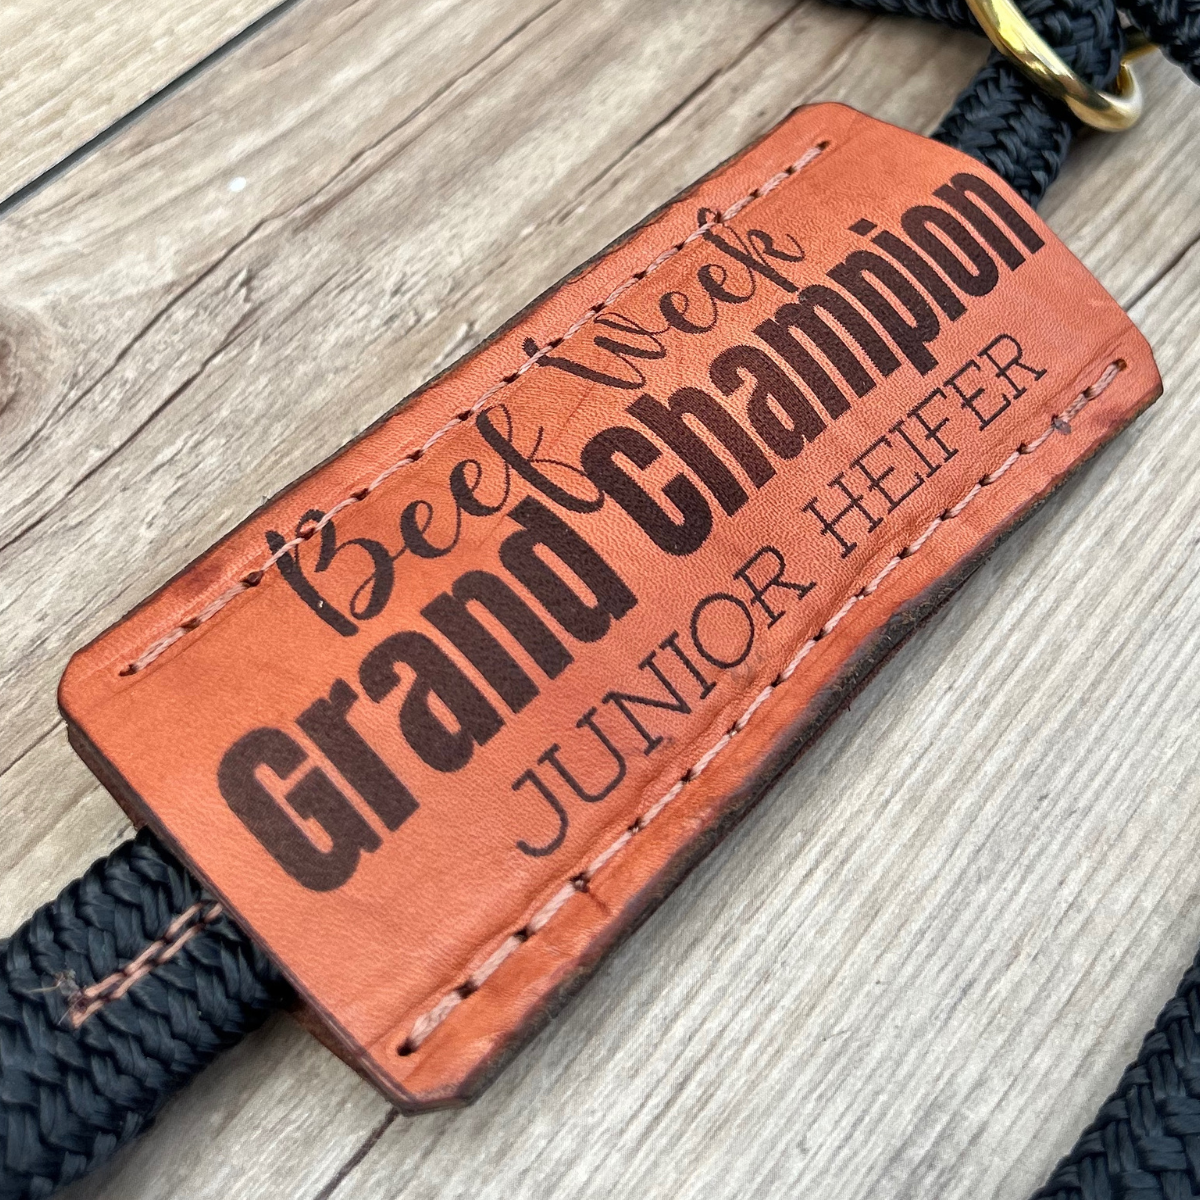 Beef Week
Grand Champion
JUNIOR HEIFER